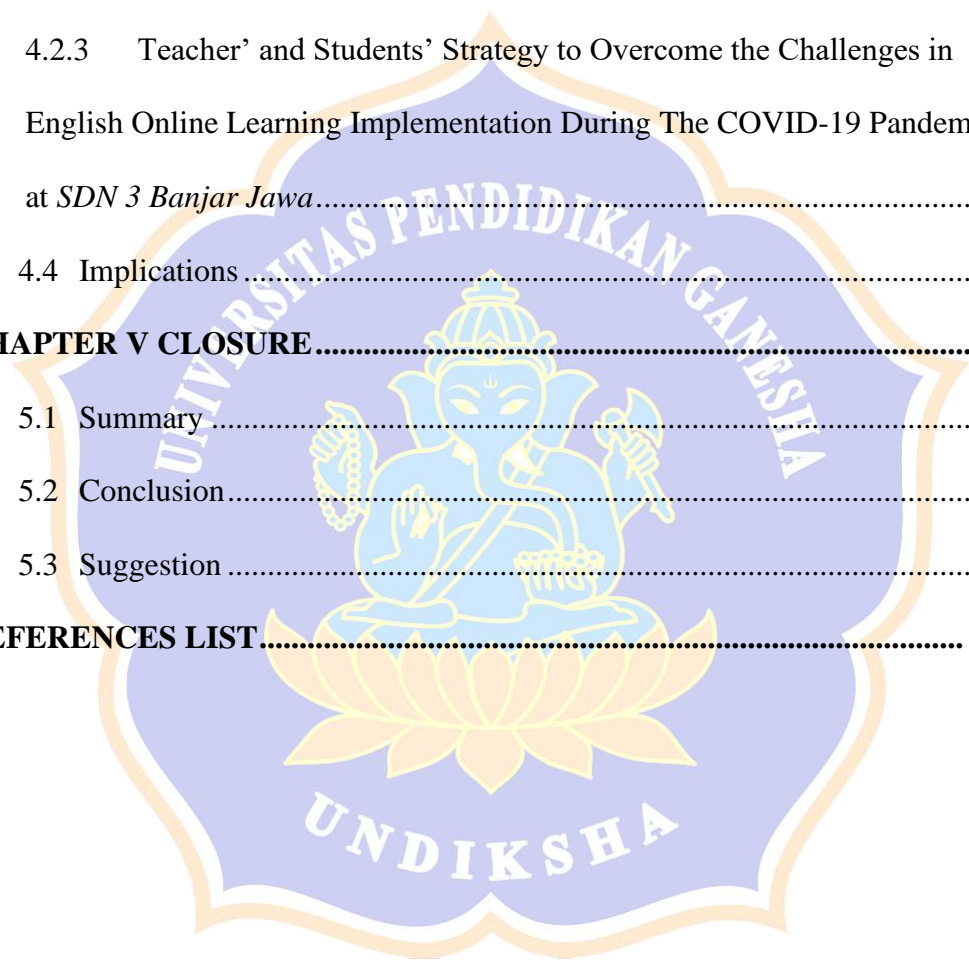 4.2.3 Teacher’ and Students’ Strategy to Overcome the Challenges in
English Online Learning Implementation During The COVID-19 Pandem
at SDN 3 Banjar Jawa..........................................................................
4.4 Implications..........................................................................
HAPTER V CLOSURE..........................................................................
5.1 Summary..........................................................................
5.2 Conclusion..........................................................................
5.3 Suggestion..........................................................................
EFERENCES LIST..........................................................................
UNIVERSITAS PENDIDIKAN GANESHA
UNDIKSHA